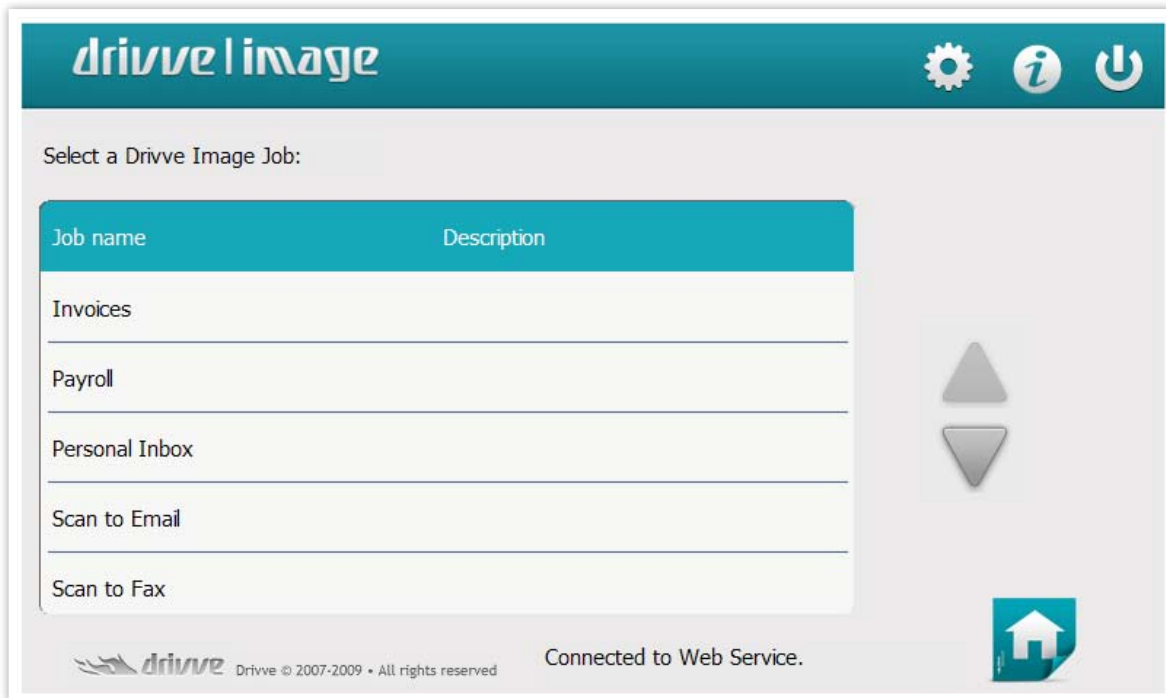 drivve | image
Select a Drivve Image Job:
Job name Description
Invoices
Payroll
Personal Inbox
Scan to Email
Scan to Fax
drivve Drivve © 2007-2009 • All rights reserved
Connected to Web Service.